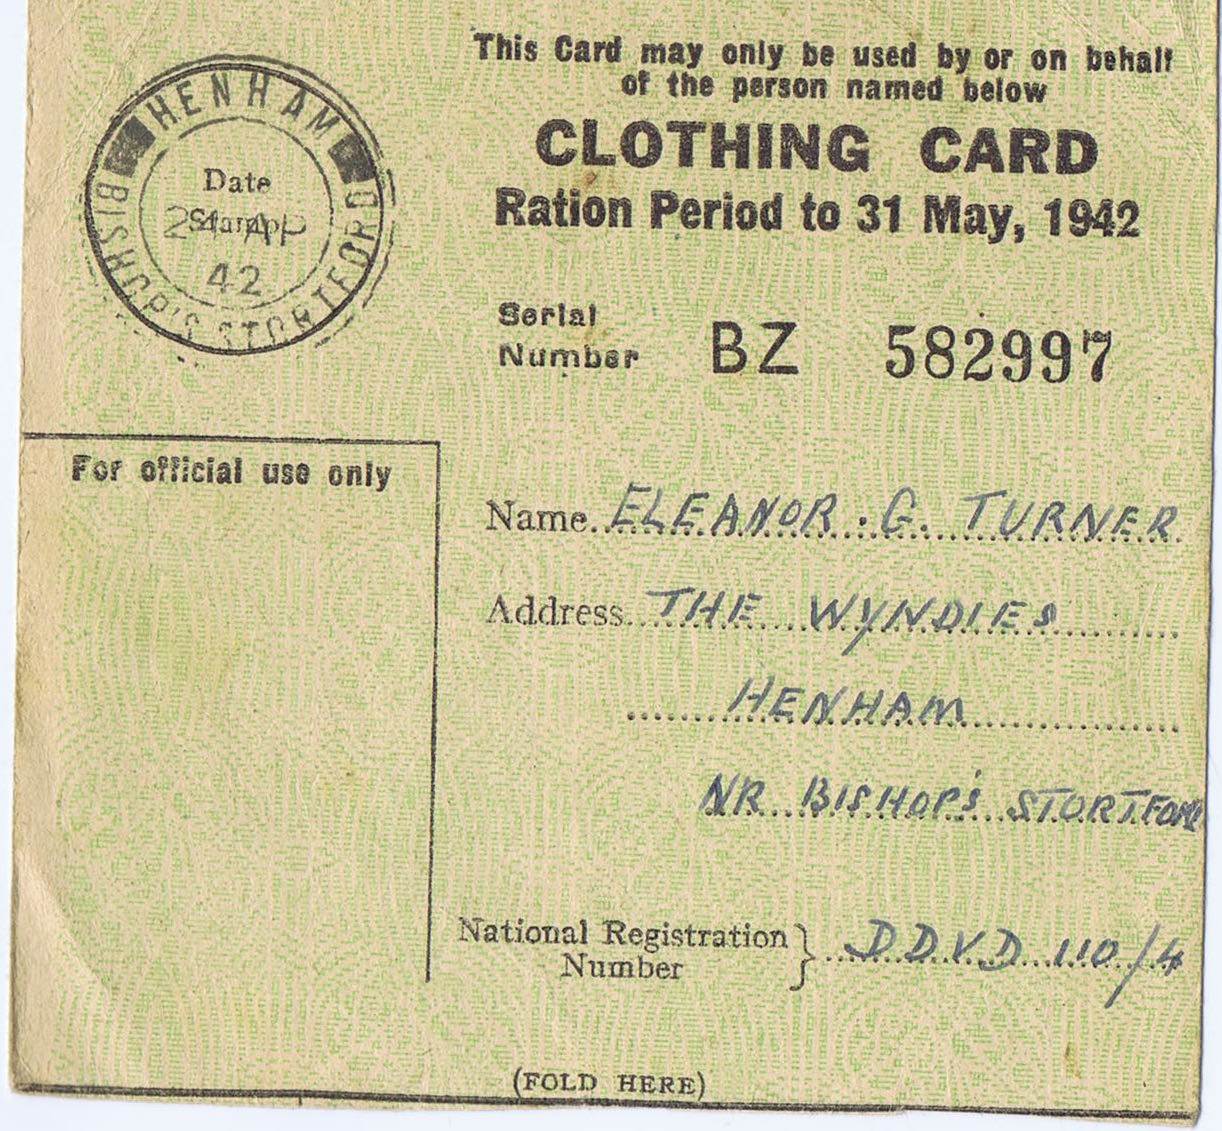 This Card may only be used by or on behalf
of the person named below
CLOTHING CARD
Ration Period to 31 May, 1942
HENHAM
Date
Stamp
24 AP
42
BISHOP'S STORTFORD
Serial
Number BZ 582997
For official use only
Name ELEANOR . G. TURNER
Address THE WYNDIES
HENHAM
NR BISHOP'S STORTFORD
National Registration
Number } DDVD 110/4
(FOLD HERE)